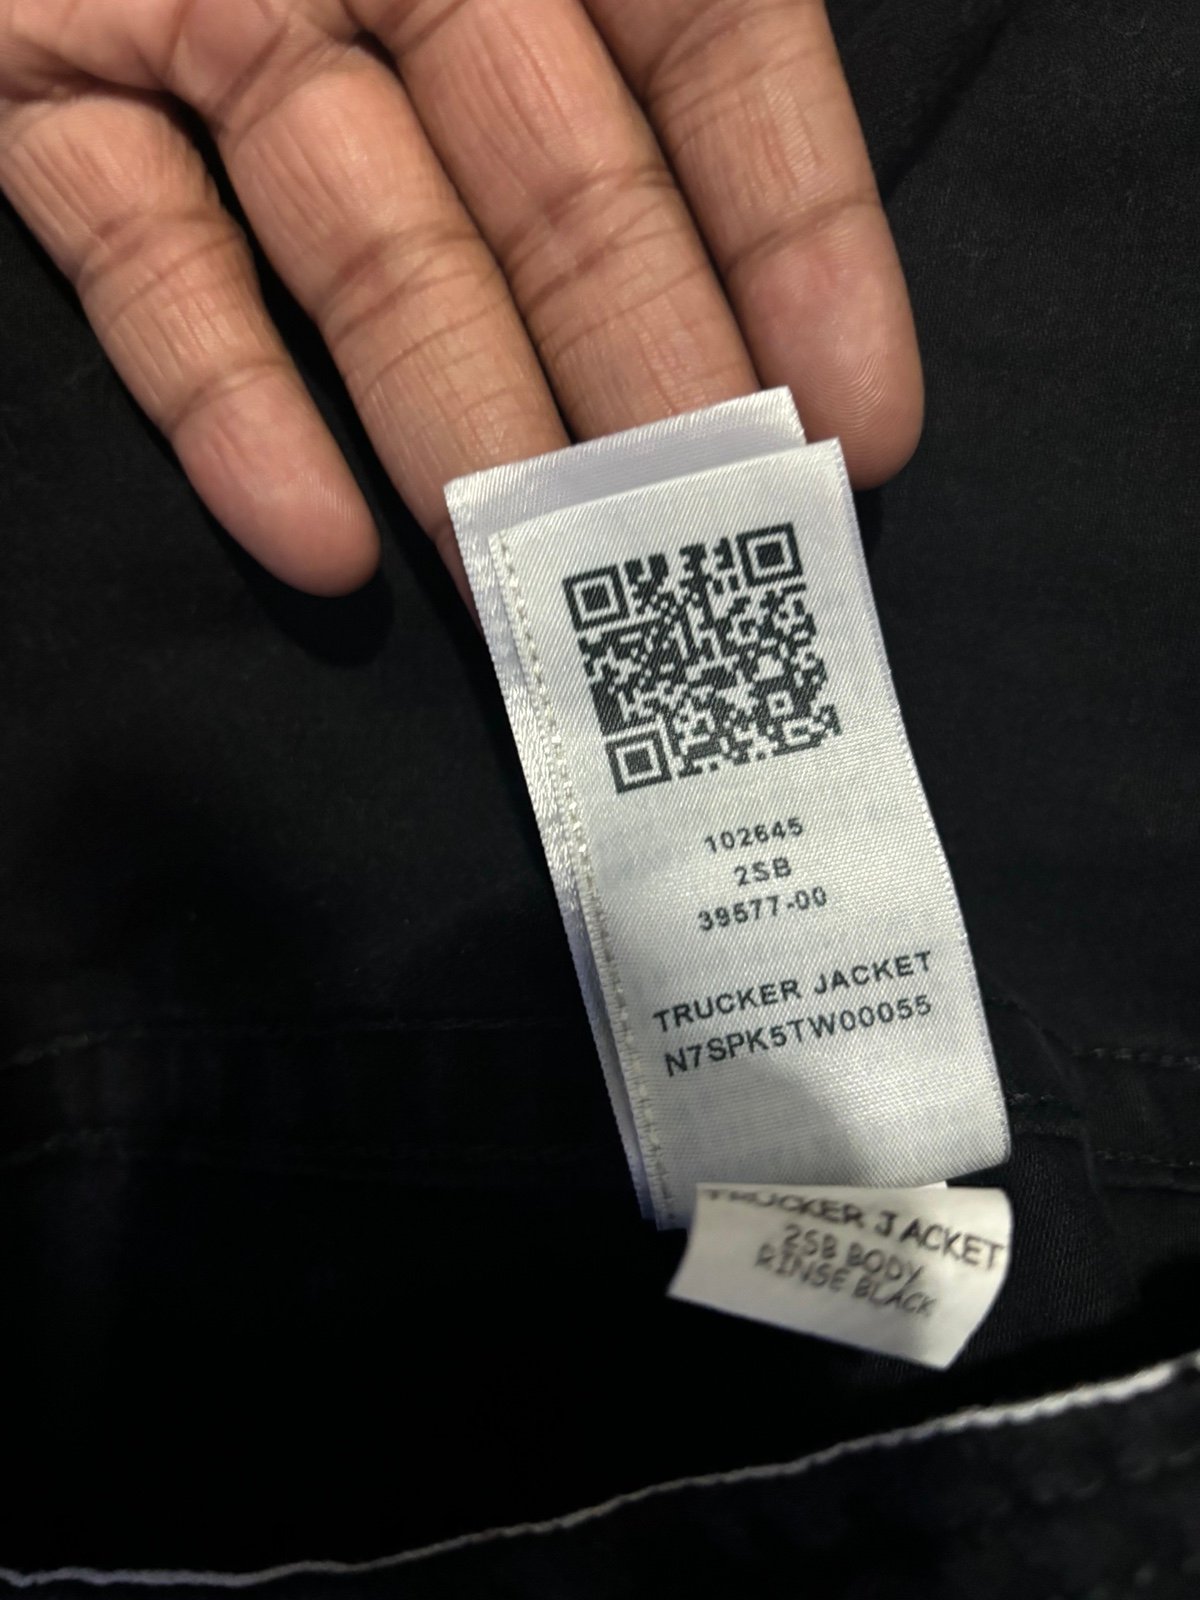 102645
2SB
39577-00
TRUCKER JACKET
N7SPK5TW00055
TRUCKER JACKET
2SB BODY
RINSE BLACK